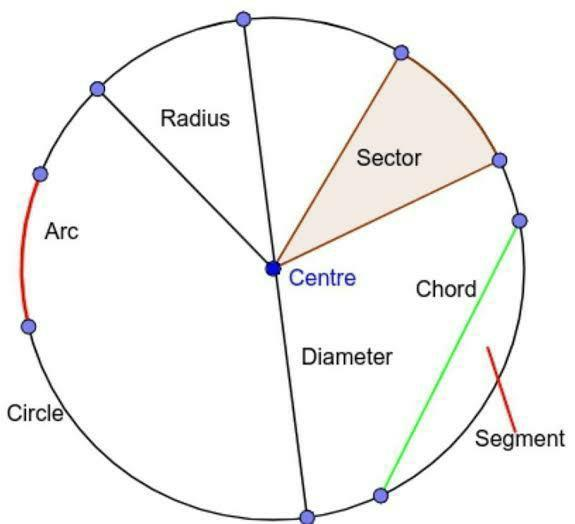 Radius
Sector
Arc
Centre
Chord
Diameter
Circle
Segment